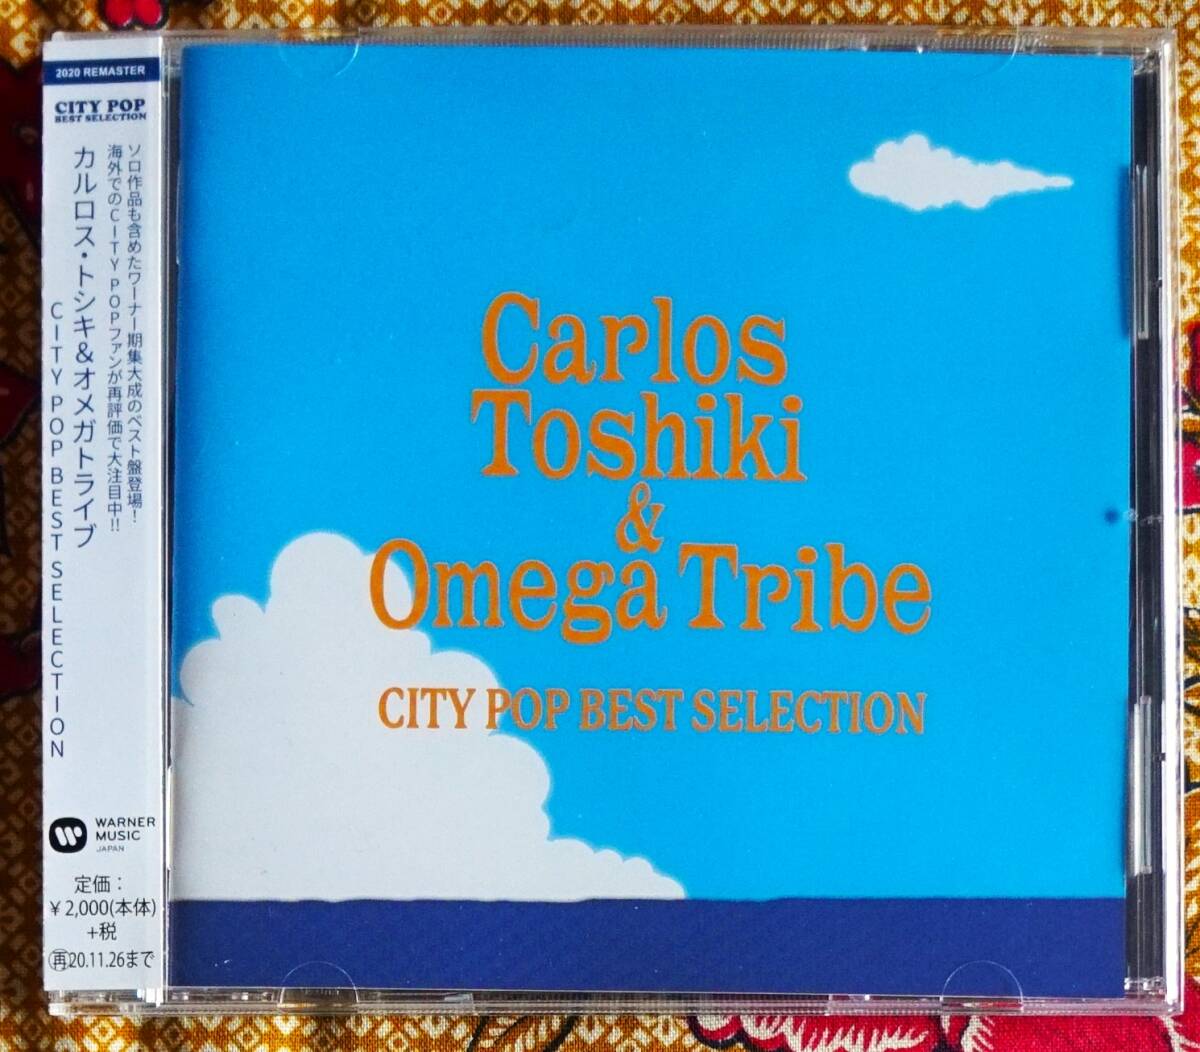 2020 REMASTER
CITY POP
BEST SELECTION
ソロ作品も含めたワーナー期集大成のベスト盤登場！
海外でのCITY POPファンが再評価で大注目中!!
カルロス・トシキ&オメガトライブ
CITY POP BEST SELECTION
WARNER
MUSIC
JAPAN
定価：
¥2,000(本体)
+税
再20.11.26まで
Carlos
Toshiki
&
Omega Tribe
CITY POP BEST SELECTION